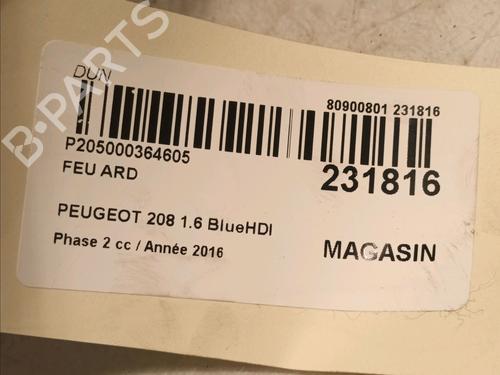 DUN
80900801 231816
P205000364605
FEU ARD
231816
PEUGEOT 208 1.6 BlueHDI
Phase 2 cc / Année 2016
MAGASIN
B-PARTS